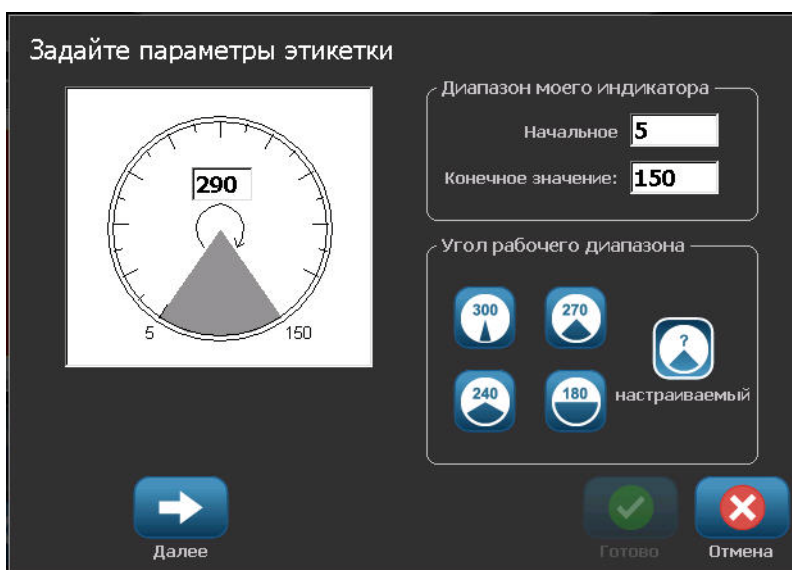 Задайте параметры этикетки
290
5
150
Диапазон моего индикатора
Начальное 5
Конечное значение: 150
Угол рабочего диапазона
300
270
?
240
180
настраиваемый
Далее
Готово
Отмена